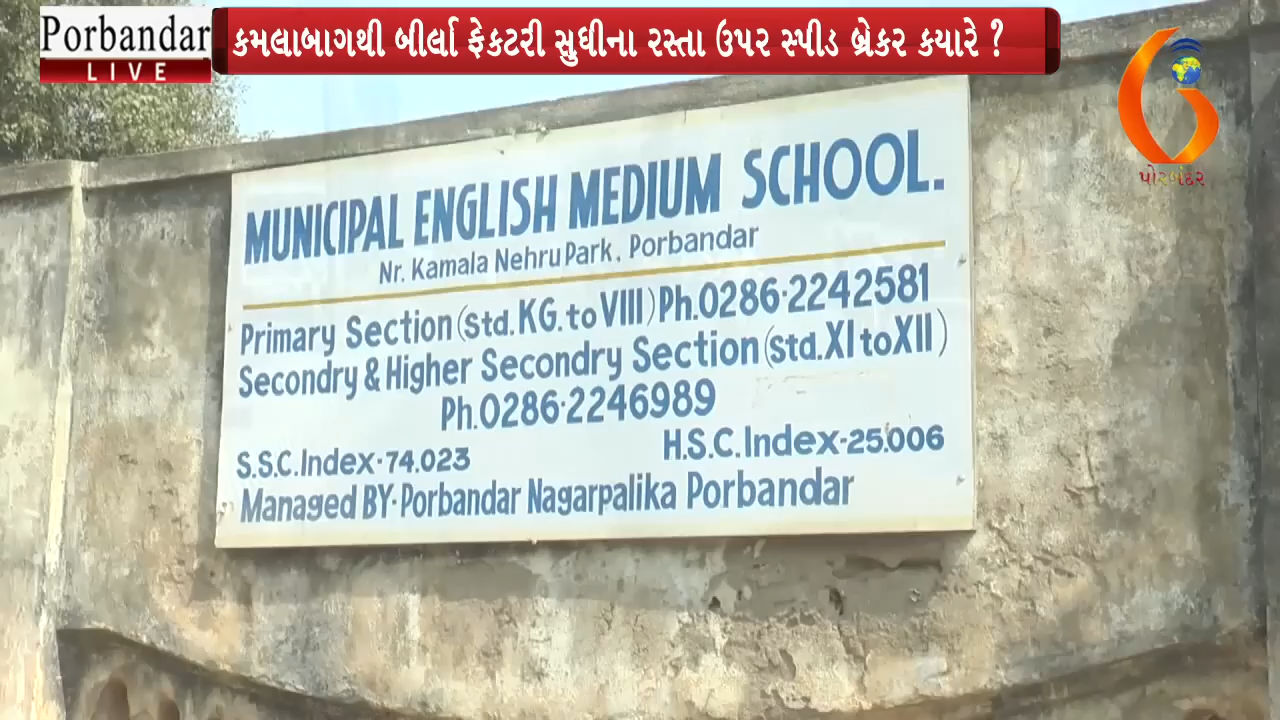 Porbandar
LIVE
કમલાબાગથી બીર્લા ફેકટરી સુધીના રસ્તા ઉપર સ્પીડ બ્રેકર કયારે ?
પોરબંદર
MUNICIPAL ENGLISH MEDIUM SCHOOL.
Nr. Kamala Nehru Park, Porbandar
Primary Section (Std. KG. to VIII) Ph.0286-2242581
Secondry & Higher Secondry Section (Std. XI to XII)
Ph.0286-2246989
S.S.C. Index-74.023 H.S.C. Index-25.006
Managed BY- Porbandar Nagarpalika Porbandar